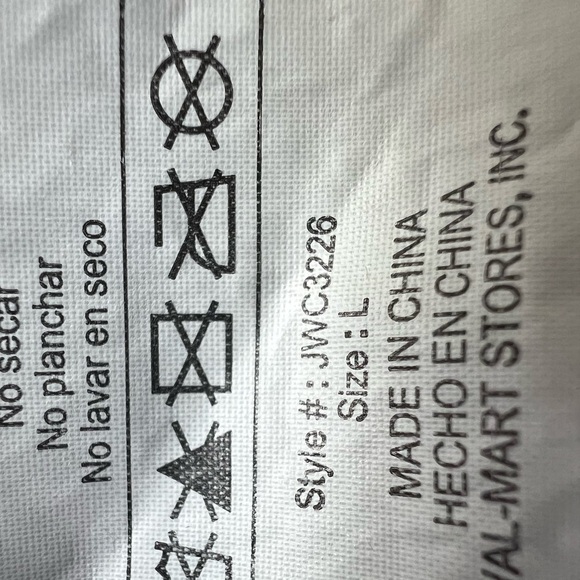 No secar
No planchar
No lavar en seco
Style # : JWC3226
Size : L
MADE IN CHINA
HECHO EN CHINA
WAL-MART STORES, INC.